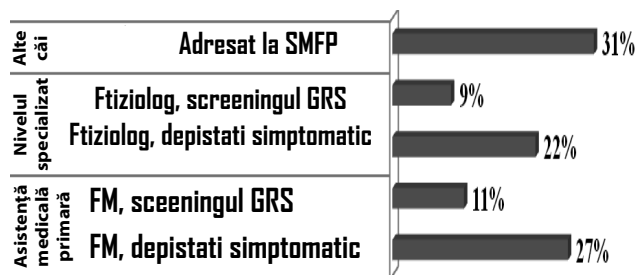 Alte
căi
Adresat la SMFP
31%
Nivelul
specializat
Ftiziolog, screeningul GRS
9%
Ftiziolog, depistati simptomatic
22%
Asistenţă
medicală
primară
FM, sceeningul GRS
11%
FM, depistati simptomatic
27%